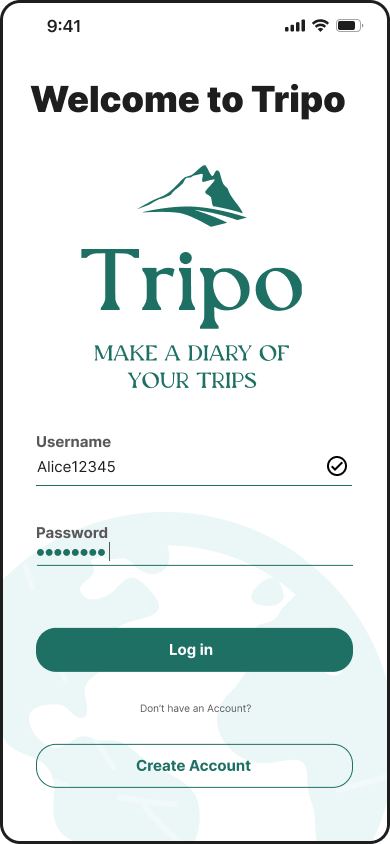 9:41
Welcome to Tripo
Tripo
MAKE A DIARY OF
YOUR TRIPS
Username
Alice12345
Password
••••••••
Log in
Don't have an Account?
Create Account